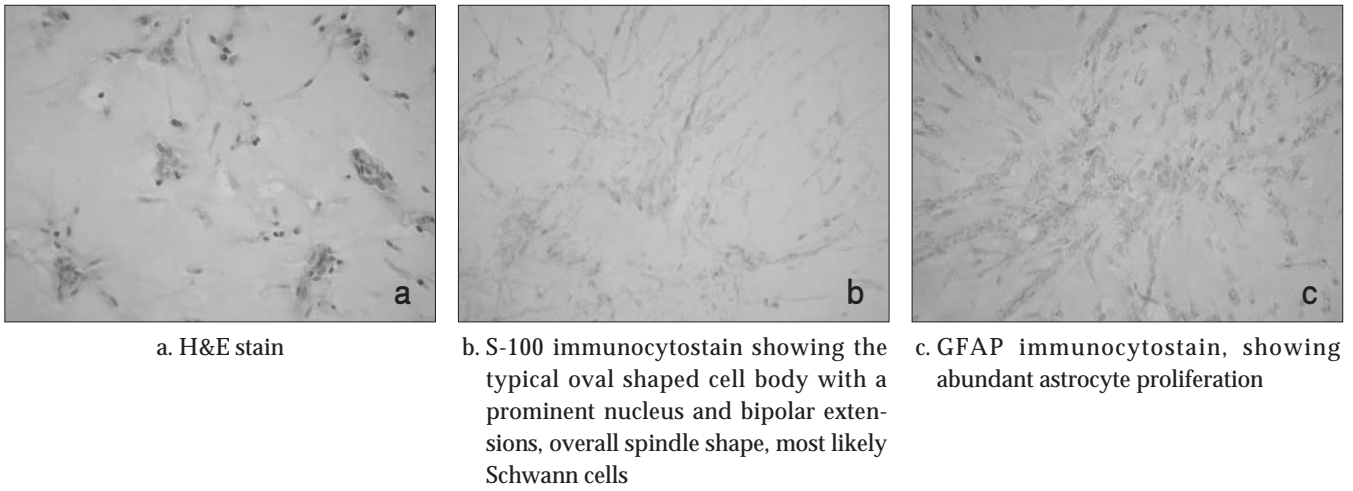 a
b
c
a. H&E stain
b. S-100 immunocytostain showing the
typical oval shaped cell body with a
prominent nucleus and bipolar exten-
sions, overall spindle shape, most likely
Schwann cells
c. GFAP immunocytostain, showing
abundant astrocyte proliferation